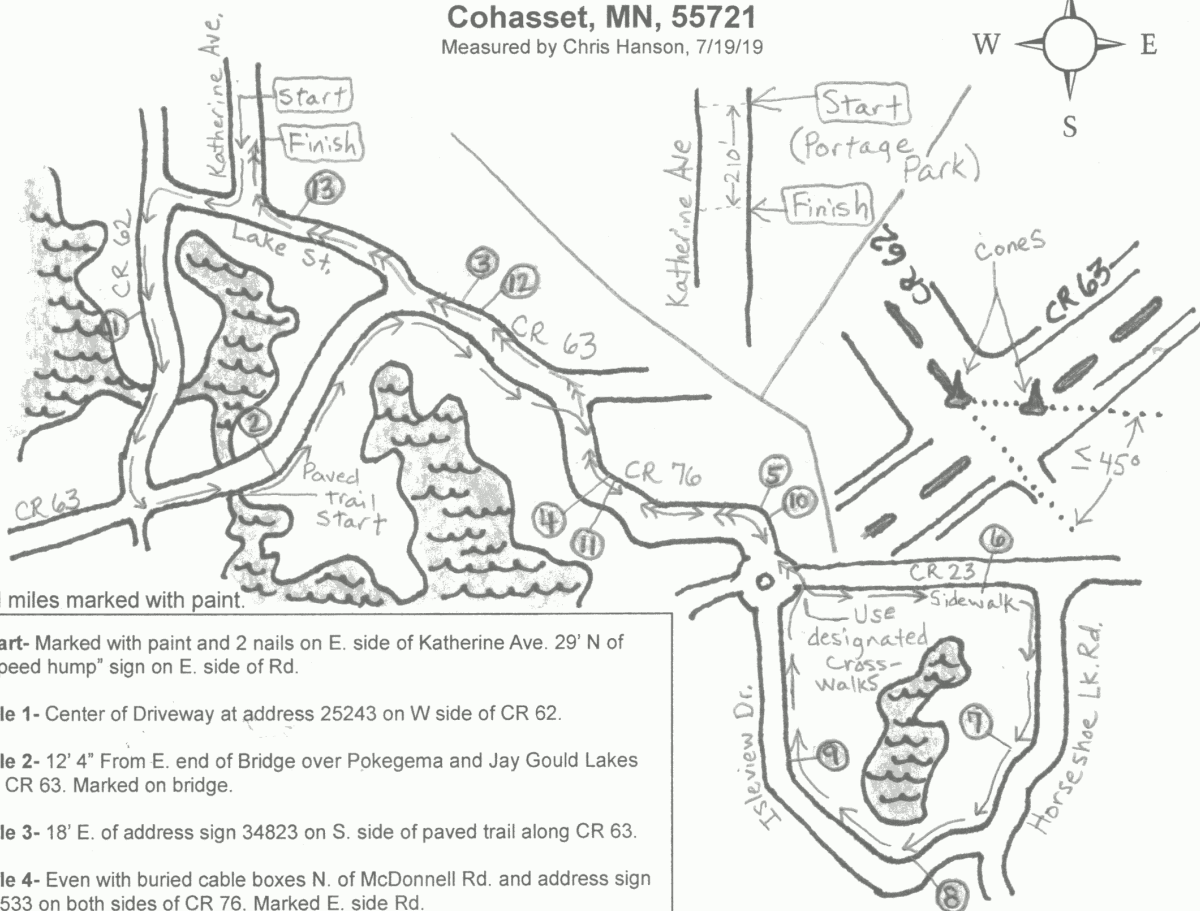 Cohasset, MN, 55721
Measured by Chris Hanson, 7/19/19
W
E
S
Katherine Ave.
Start
Finish
13
Lake St.
CR 62
1
3
12
CR 63
2
CR 63
Paved
trail
Start
CR 76
4
11
5
10
Katherine Ave
210'
Start
(Portage
Park)
Finish
CR 62
cones
CR 63
≤ 45°
CR 23
6
Sidewalk
Use
designated
Cross-
walks
7
9
8
Isleview Dr.
Horseshoe Lk. Rd.
miles marked with paint.
art- Marked with paint and 2 nails on E. side of Katherine Ave. 29' N of
peed hump" sign on E. side of Rd.
le 1- Center of Driveway at address 25243 on W side of CR 62.
le 2- 12' 4" From E. end of Bridge over Pokegema and Jay Gould Lakes
CR 63. Marked on bridge.
le 3- 18' E. of address sign 34823 on S. side of paved trail along CR 63.
le 4- Even with buried cable boxes N. of McDonnell Rd. and address sign
533 on both sides of CR 76. Marked E. side Rd.